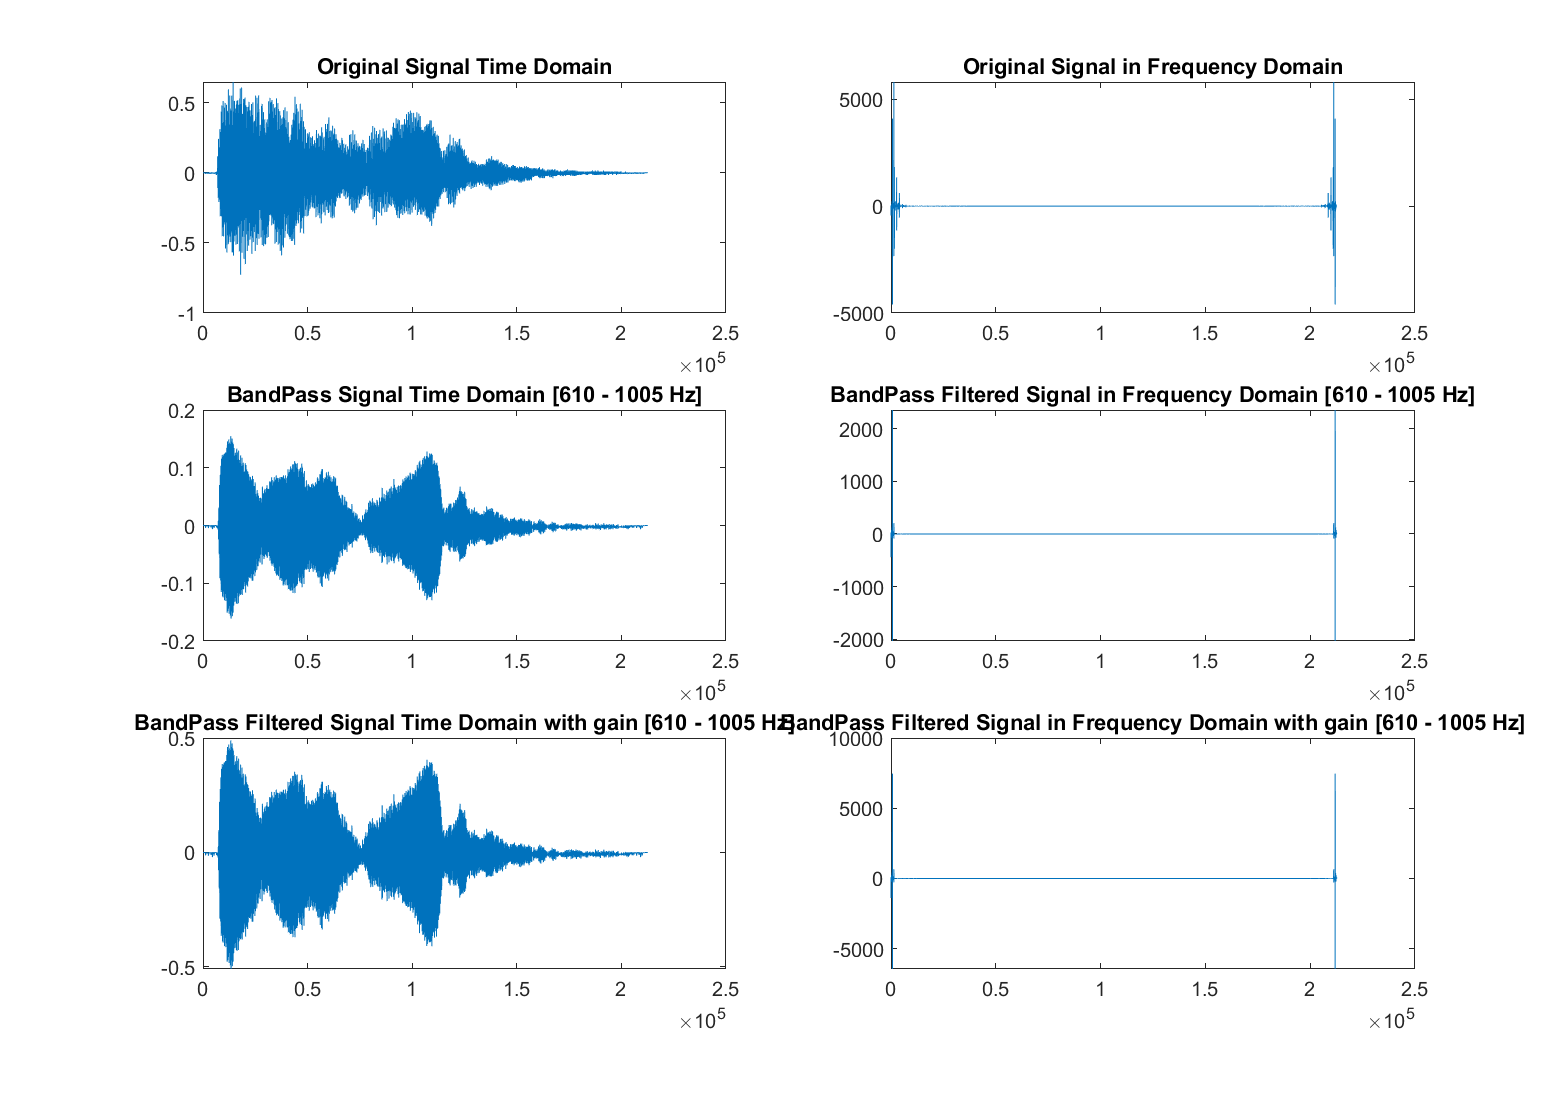 Original Signal Time Domain
0.5
0
-0.5
-1
0 0.5 1 1.5 2 2.5
×10^5
Original Signal in Frequency Domain
5000
0
-5000
0 0.5 1 1.5 2 2.5
×10^5
BandPass Signal Time Domain [610 - 1005 Hz]
0.2
0.1
0
-0.1
-0.2
0 0.5 1 1.5 2 2.5
×10^5
BandPass Filtered Signal in Frequency Domain [610 - 1005 Hz]
2000
1000
0
-1000
-2000
0 0.5 1 1.5 2 2.5
×10^5
BandPass Filtered Signal Time Domain with gain [610 - 1005 Hz]
0.5
0
-0.5
0 0.5 1 1.5 2 2.5
×10^5
BandPass Filtered Signal in Frequency Domain with gain [610 - 1005 Hz]
10000
5000
0
-5000
0 0.5 1 1.5 2 2.5
×10^5